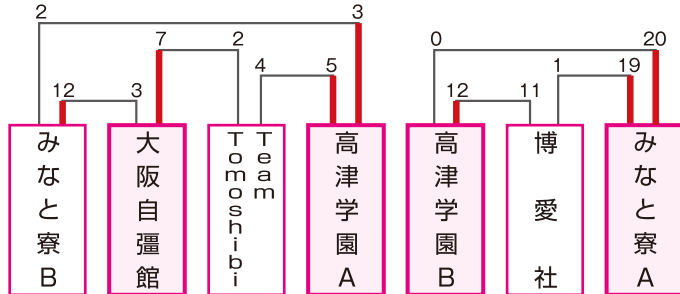 2 3 0 20
7 2
4 5 1 19
12 3 12 11
みなと寮B
大阪自彊館
Team
Tomoshibi
高津学園A
高津学園B
博愛社
みなと寮A